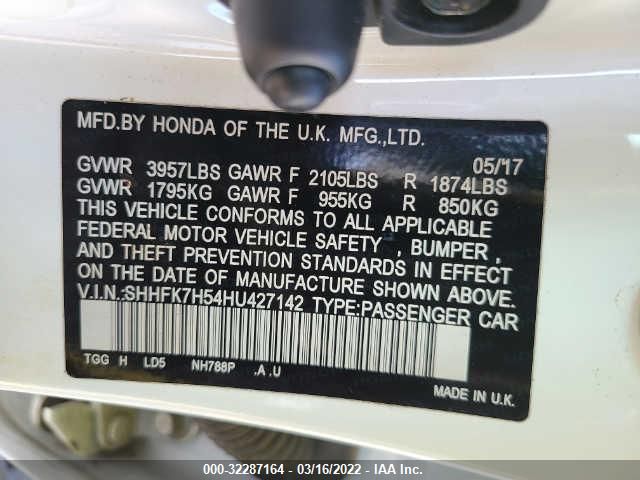 MFD.BY HONDA OF THE U.K. MFG.,LTD.
05/'17
GVWR 3957LBS GAWR F 2105LBS R 1874LBS
GVWR 1795KG GAWR F 955KG R 850KG
THIS VEHICLE CONFORMS TO ALL APPLICABLE
FEDERAL MOTOR VEHICLE SAFETY , BUMPER ,
AND THEFT PREVENTION STANDARDS IN EFFECT
ON THE DATE OF MANUFACTURE SHOWN ABOVE.
V.I.N.:SHHFK7H54HU427142 TYPE:PASSENGER CAR
TGG H LD5 NH788P .A .U
MADE IN U.K.
000-32287164 - 03/16/2022 - IAA Inc.